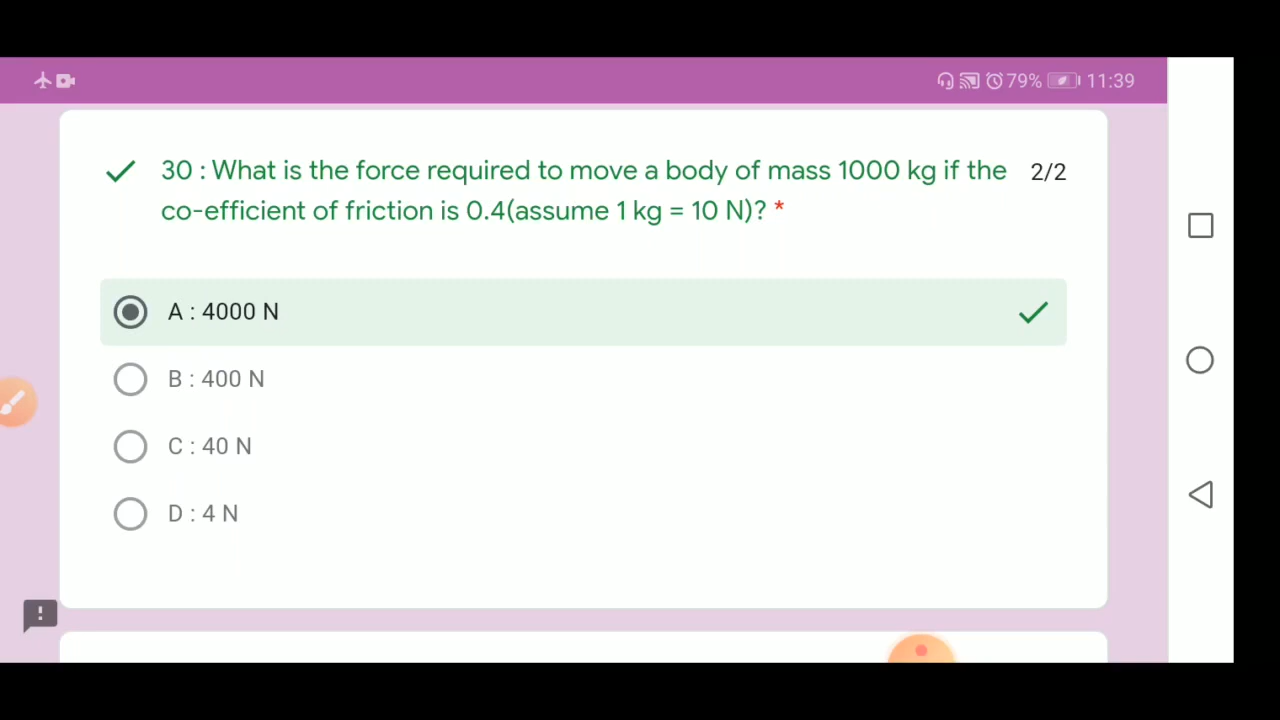 79% 11:39
30 : What is the force required to move a body of mass 1000 kg if the 2/2
co-efficient of friction is 0.4(assume 1 kg = 10 N)? *
A : 4000 N
B : 400 N
C : 40 N
D : 4 N